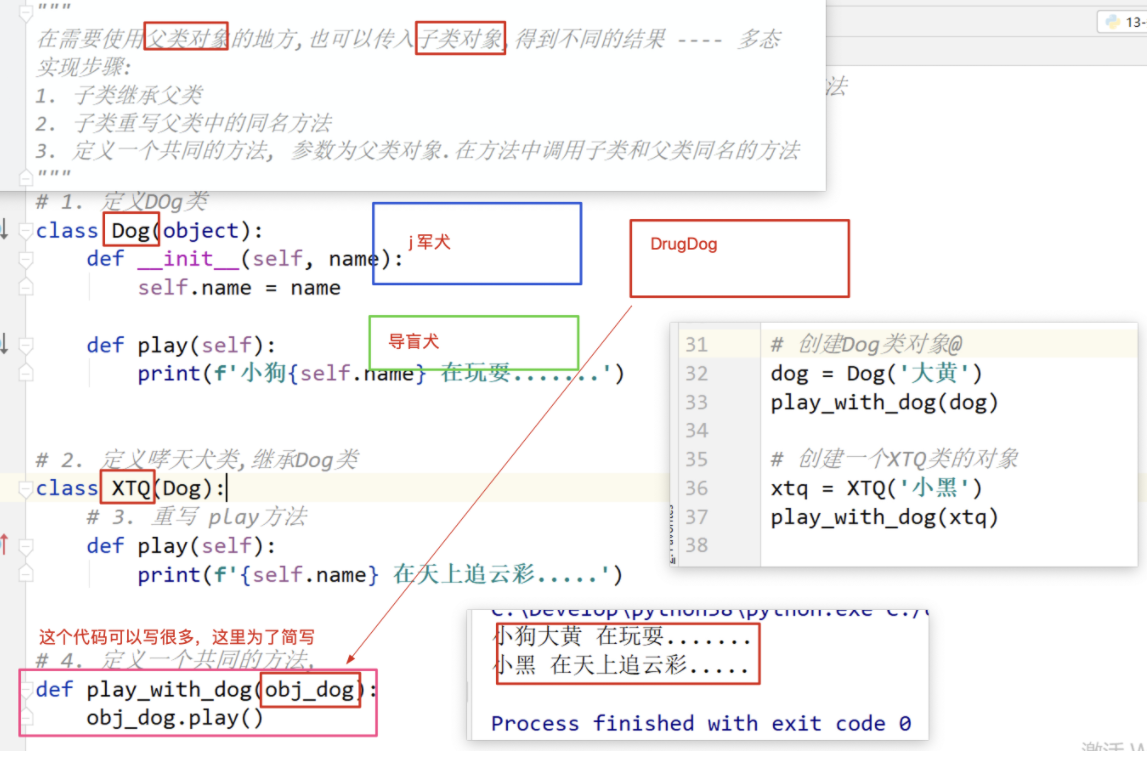 """
在需要使用父类对象的地方,也可以传入子类对象,得到不同的结果 ---- 多态
实现步骤:
1. 子类继承父类
2. 子类重写父类中的同名方法
3. 定义一个共同的方法, 参数为父类对象.在方法中调用子类和父类同名的方法
"""
13-
法
# 1. 定义DOg类
class Dog(object):
def __init__(self, name):
self.name = name
def play(self):
print(f'小狗{self.name} 在玩耍.......')
j军犬
导盲犬
DrugDog
# 2. 定义哮天犬类,继承Dog类
class XTQ(Dog):
# 3. 重写 play方法
def play(self):
print(f'{self.name} 在天上追云彩.....')
这个代码可以写很多，这里为了简写
# 4. 定义一个共同的方法,
def play_with_dog(obj_dog):
obj_dog.play()
31 # 创建Dog类对象@
32 dog = Dog('大黄')
33 play_with_dog(dog)
34
35 # 创建一个XTQ类的对象
36 xtq = XTQ('小黑')
37 play_with_dog(xtq)
38
C:\Develop\python38\python.exe C:/
小狗大黄 在玩耍.......
小黑 在天上追云彩.....
Process finished with exit code 0
激活 W